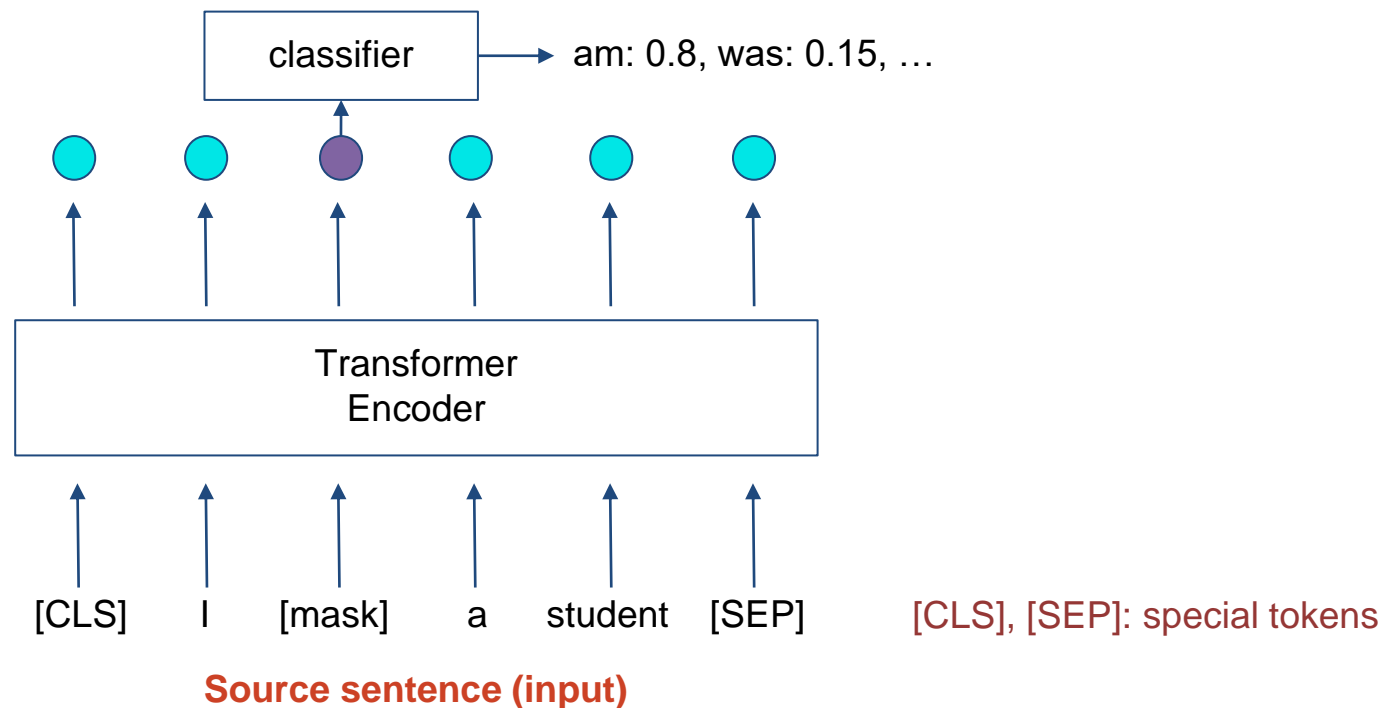 classifier
am: 0.8, was: 0.15, …
Transformer
Encoder
[CLS] I [mask] a student [SEP]
[CLS], [SEP]: special tokens
Source sentence (input)